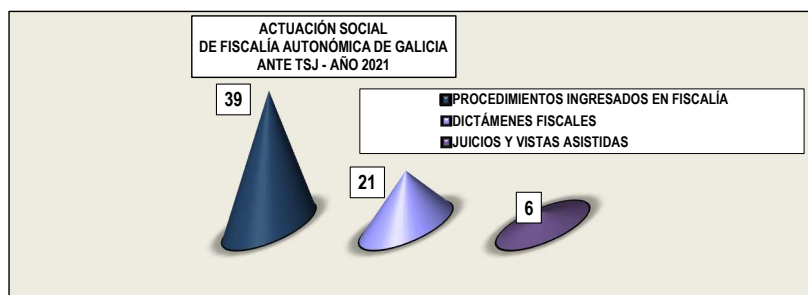 ACTUACIÓN SOCIAL
DE FISCALÍA AUTONÓMICA DE GALICIA
ANTE TSJ - AÑO 2021
39
PROCEDIMIENTOS INGRESADOS EN FISCALÍA
DICTÁMENES FISCALES
JUICIOS Y VISTAS ASISTIDAS
21
6